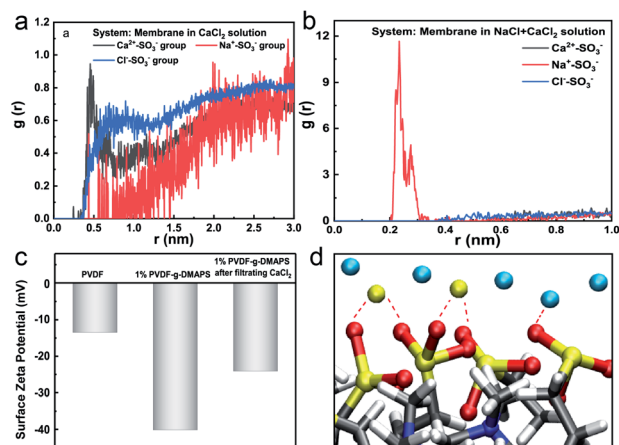 a
a
System: Membrane in CaCl₂ solution
Ca²⁺-SO₃⁻ group
Na⁺-SO₃⁻ group
Cl⁻-SO₃⁻ group
g (r)
1.2
1.0
0.8
0.6
0.4
0.2
0.0
0.0 0.5 1.0 1.5 2.0 2.5 3.0
r (nm)
b
System: Membrane in NaCl+CaCl₂ solution
Ca²⁺-SO₃⁻
Na⁺-SO₃⁻
Cl⁻-SO₃⁻
g (r)
12
9
6
3
0
0.0 0.2 0.4 0.6 0.8 1.0
r (nm)
c
PVDF
1% PVDF-g-DMAPS
1% PVDF-g-DMAPS
after filtrating CaCl₂
Surface Zeta Potential (mV)
0
-10
-20
-30
-40
d